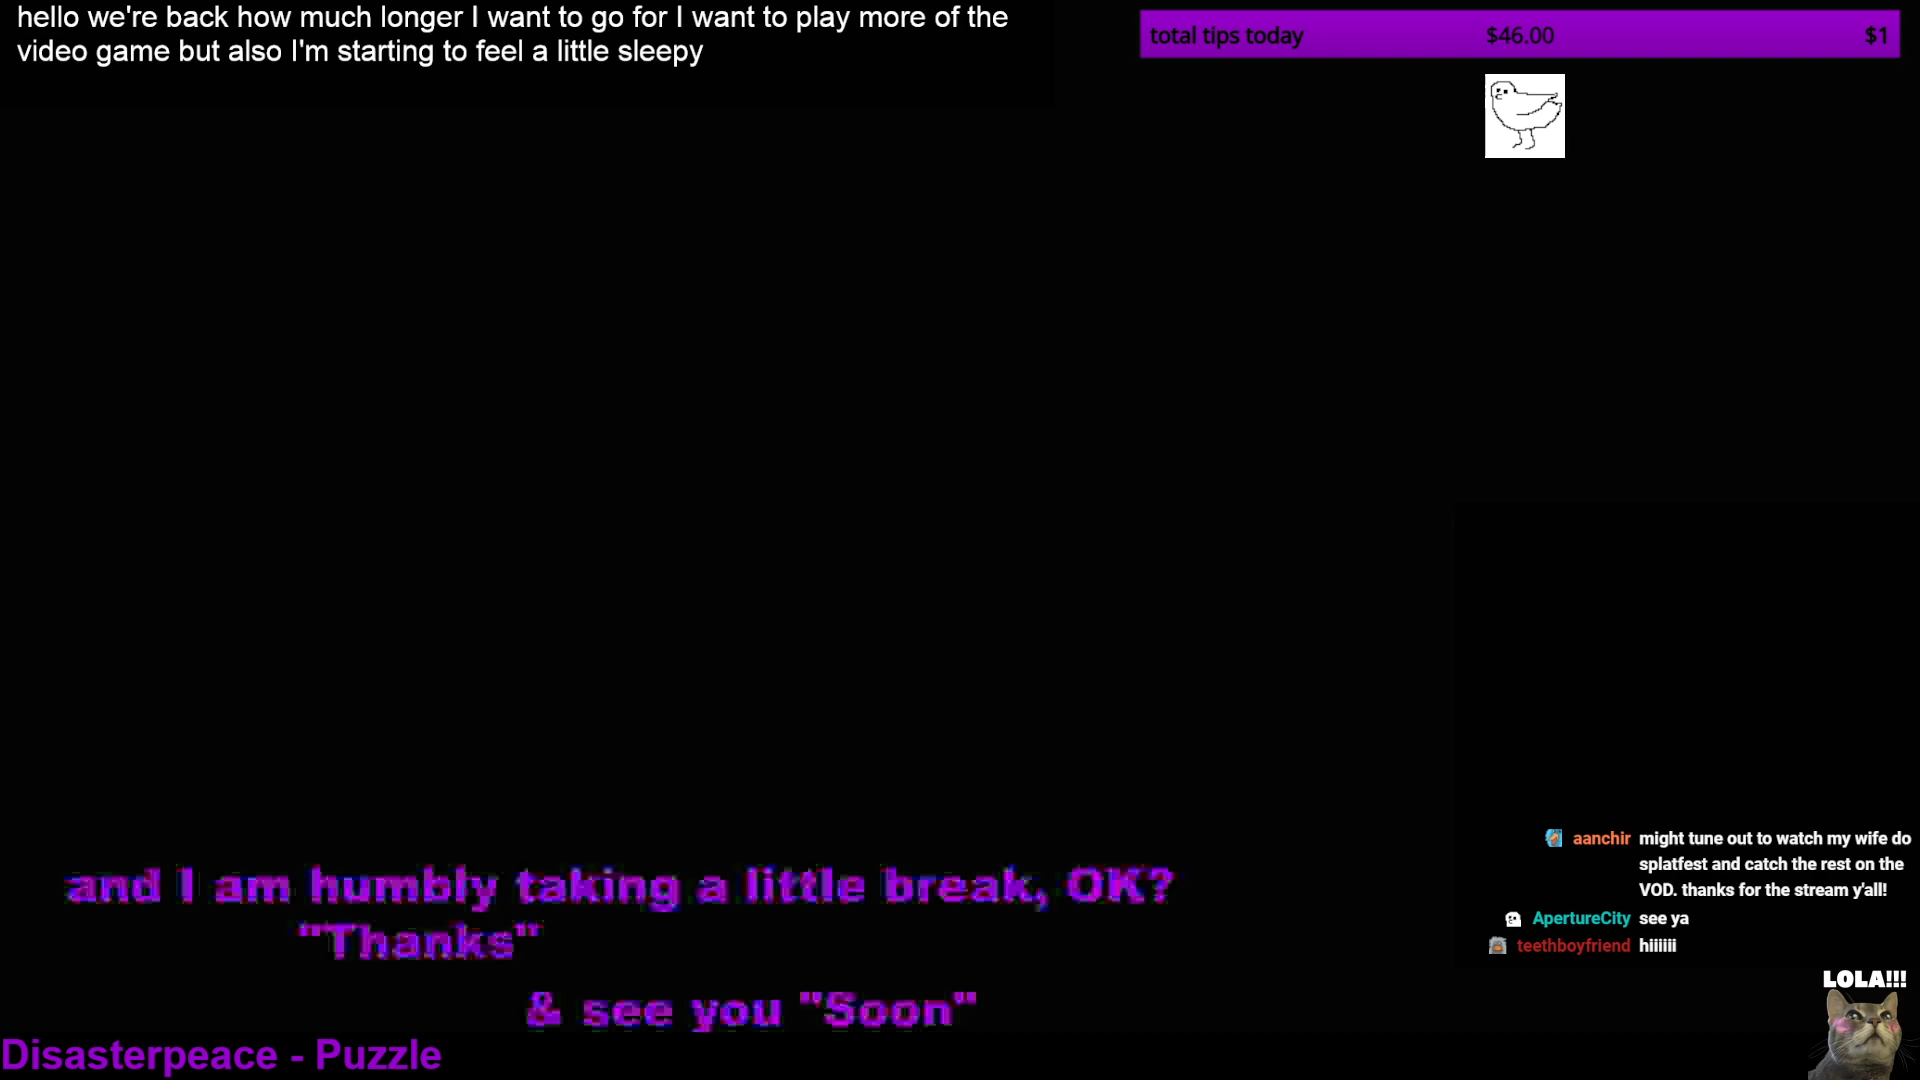 hello we're back how much longer I want to go for I want to play more of the
video game but also I'm starting to feel a little sleepy
total tips today $46.00 $1
and I am humbly taking a little break, OK?
"Thanks"
& see you "Soon"
Disasterpeace - Puzzle
aanchir might tune out to watch my wife do
splatfest and catch the rest on the
VOD. thanks for the stream y'all!
ApertureCity see ya
teethboyfriend hiiiiii
LOLA!!!